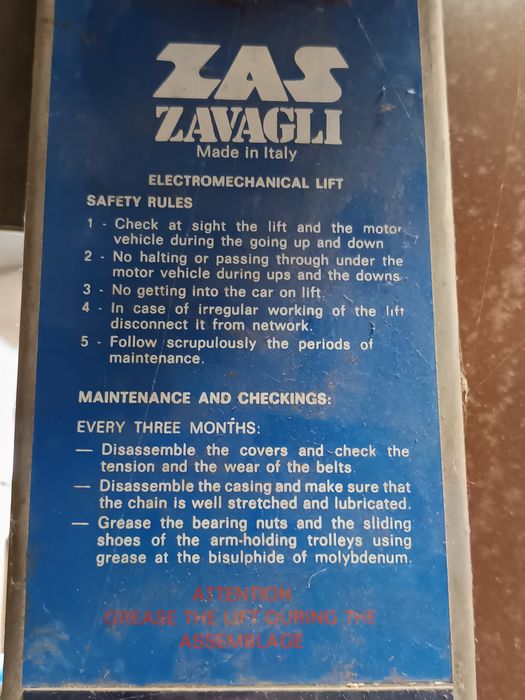 ZAS
ZAVAGLI
Made in Italy
ELECTROMECHANICAL LIFT
SAFETY RULES
1 - Check at sight the lift and the motor
vehicle during the going up and down
2 - No halting or passing through under the
motor vehicle during ups and the downs
3 - No getting into the car on lift.
4 - In case of irregular working of the lift
disconnect it from network.
5 - Follow scrupulously the periods of
maintenance.
MAINTENANCE AND CHECKINGS:
EVERY THREE MONTHS:
— Disassemble the covers and check the
tension and the wear of the belts.
— Disassemble the casing and make sure that
the chain is well stretched and lubricated.
— Grease the bearing nuts and the sliding
shoes of the arm-holding trolleys using
grease at the bisulphide of molybdenum.
ATTENTION
GREASE THE LIFT DURING THE
ASSEMBLAGE